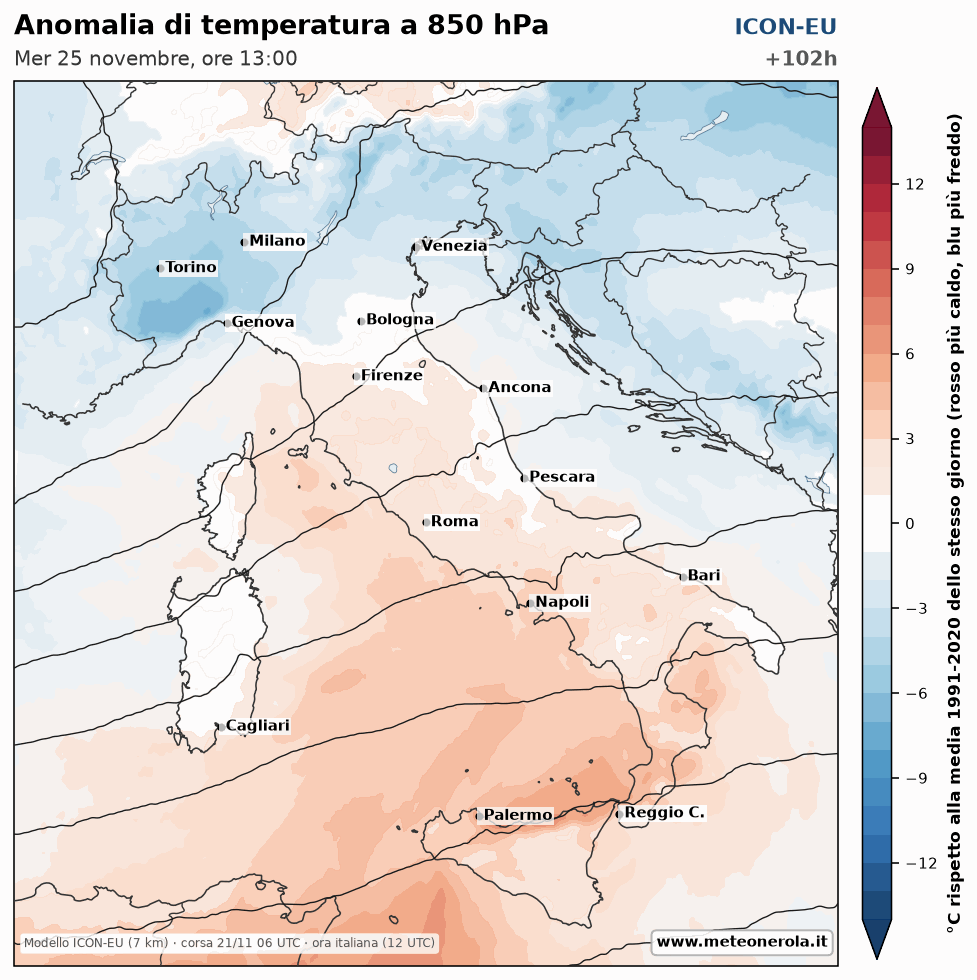 Anomalia di temperatura a 850 hPa
ICON-EU
Mer 25 novembre, ore 13:00
+102h
Milano
Venezia
Torino
Genova
Bologna
Firenze
Ancona
Pescara
Roma
Bari
Napoli
Cagliari
Palermo
Reggio C.
Modello ICON-EU (7 km) · corsa 21/11 06 UTC · ora italiana (12 UTC)
www.meteonerola.it
12
9
6
3
0
−3
−6
−9
−12
°C rispetto alla media 1991-2020 dello stesso giorno (rosso più caldo, blu più freddo)